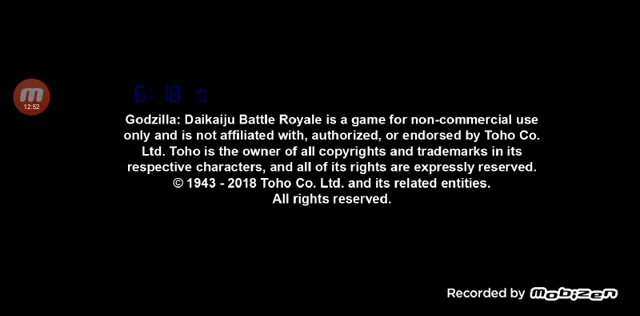 m
12:52
Godzilla: Daikaiju Battle Royale is a game for non-commercial use
only and is not affiliated with, authorized, or endorsed by Toho Co.
Ltd. Toho is the owner of all copyrights and trademarks in its
respective characters, and all of its rights are expressly reserved.
© 1943 - 2018 Toho Co. Ltd. and its related entities.
All rights reserved.
Recorded by mobizen